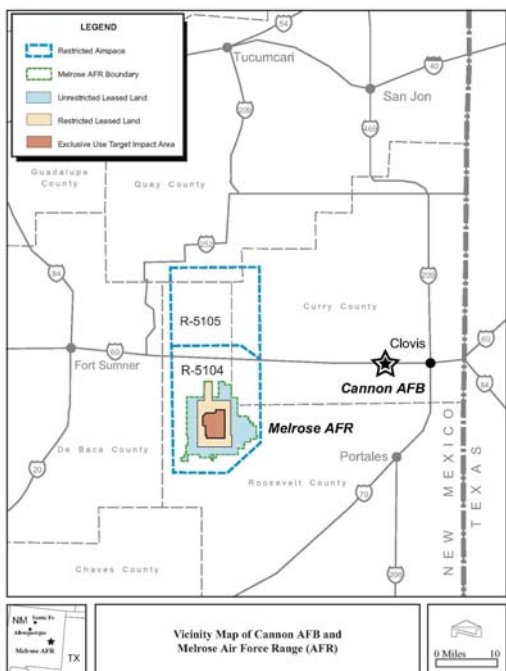 LEGEND
Restricted Airspace
Melrose AFR Boundary
Unrestricted Leased Land
Restricted Leased Land
Exclusive Use Target Impact Area
54
Tucumcari
40
San Jon
200
469
Guadalupe
County
Quay County
252
84
200
R-5105
Curry County
Clovis
60
60
Fort Sumner
R-5104
Cannon AFB
84
Melrose AFR
De Baca County
Portales
20
Roosevelt County
70
NEW MEXICO
TEXAS
206
Chaves County
NM
Santa Fe
Albuquerque
Melrose AFR
TX
Vicinity Map of Cannon AFB and
Melrose Air Force Range (AFR)
0 Miles 10